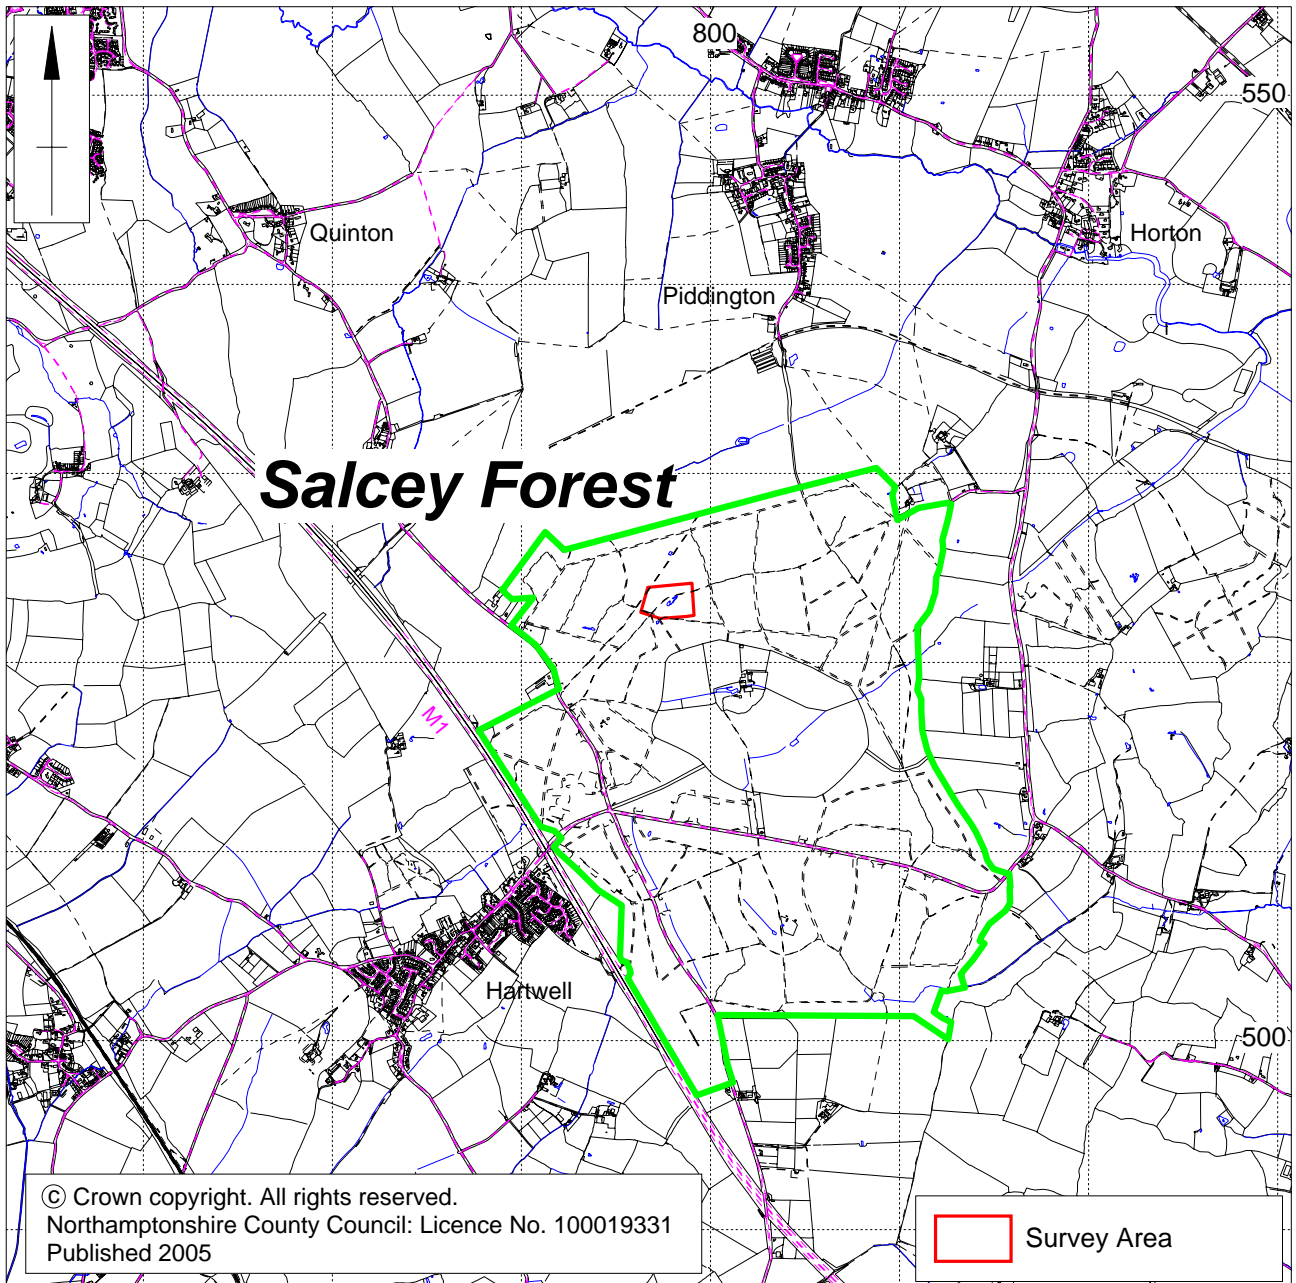 800
550
Quinton
Horton
Piddington
Salcey Forest
M1
Hartwell
500
© Crown copyright. All rights reserved.
Northamptonshire County Council: Licence No. 100019331
Published 2005
Survey Area